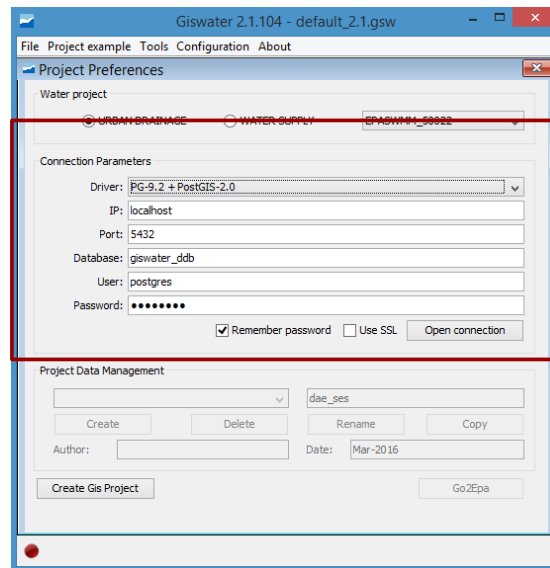 Giswater 2.1.104 - default_2.1.gsw
File Project example Tools Configuration About
Project Preferences
Water project
URBAN DRAINAGE WATER SUPPLY EPASWMM_50022
Connection Parameters
Driver: PG-9.2 + PostGIS-2.0
IP: localhost
Port: 5432
Database: giswater_ddb
User: postgres
Password: ••••••••
Remember password Use SSL Open connection
Project Data Management
dae_ses
Create Delete Rename Copy
Author: Date: Mar-2016
Create Gis Project Go2Epa